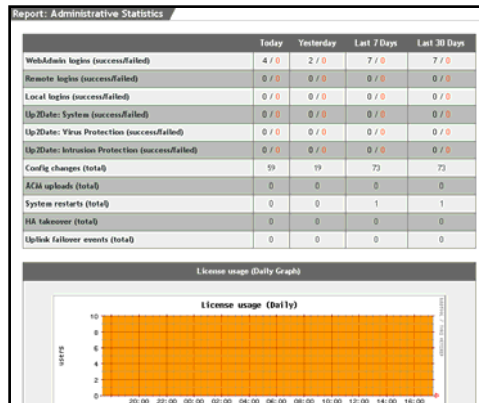 Report: Administrative Statistics
Today Yesterday Last 7 Days Last 30 Days
WebAdmin logins (success/failed) 4 / 0 2 / 0 7 / 0 7 / 0
Remote logins (success/failed) 0 / 0 0 / 0 0 / 0 0 / 0
Local logins (success/failed) 0 / 0 0 / 0 0 / 0 0 / 0
Up2Date: System (success/failed) 0 / 0 0 / 0 0 / 0 0 / 0
Up2Date: Virus Protection (success/failed) 0 / 0 0 / 0 0 / 0 0 / 0
Up2Date: Intrusion Protection (success/failed) 0 / 0 0 / 0 0 / 0 0 / 0
Config changes (total) 59 19 73 73
ACM uploads (total) 0 0 0 0
System restarts (total) 0 0 1 1
HA takeover (total) 0 0 0 0
Uplink failover events (total) 0 0 0 0
License usage (Daily Graph)
License usage (Daily)
users
10
8
6
4
2
0
20:00 22:00 00:00 02:00 04:00 06:00 08:00 10:00 12:00 14:00 16:00